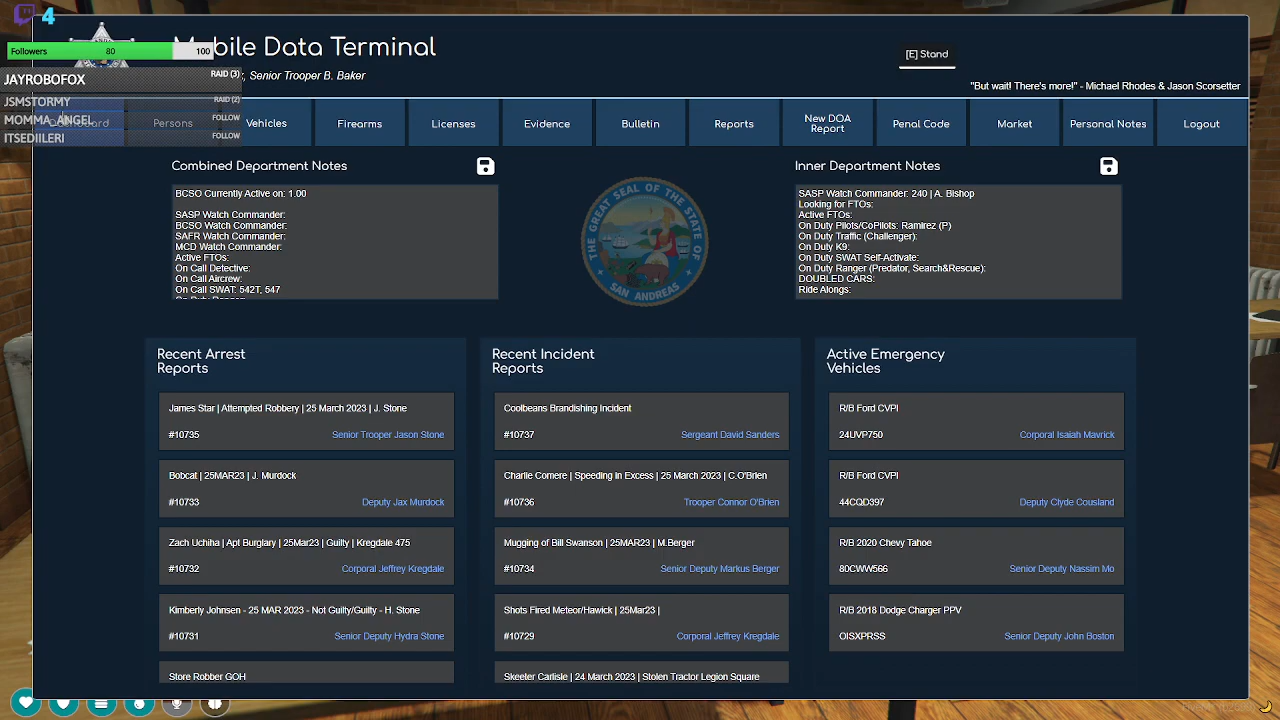 4
Mobile Data Terminal
Followers 80 100
, Senior Trooper B. Baker
[E] Stand
"But wait! There's more!" - Michael Rhodes & Jason Scorsetter
JAYROBOFOX RAID (3)
JSMSTORMY RAID (2)
MOMMA_ANGEL_ FOLLOW
ITSEDIILERI FOLLOW
Dashboard
Persons
Vehicles
Firearms
Licenses
Evidence
Bulletin
Reports
New DOA
Report
Penal Code
Market
Personal Notes
Logout
Combined Department Notes
BCSO Currently Active on: 1.00
SASP Watch Commander:
BCSO Watch Commander:
SAFR Watch Commander:
MCD Watch Commander:
Active FTOs:
On Call Detective:
On Call Aircrew:
On Call SWAT: 542T, 547
On Duty Ranger:
THE GREAT SEAL OF THE STATE OF
SAN ANDREAS
Inner Department Notes
SASP Watch Commander: 240 | A. Bishop
Looking for FTOs:
Active FTOs:
On Duty Pilots/CoPilots: Ramirez (P)
On Duty Traffic (Challenger):
On Duty K9:
On Duty SWAT Self-Activate:
On Duty Ranger (Predator, Search&Rescue):
DOUBLED CARS:
Ride Alongs:
Recent Arrest
Reports
James Star | Attempted Robbery | 25 March 2023 | J. Stone
#10735 Senior Trooper Jason Stone
Bobcat | 25MAR23 | J. Murdock
#10733 Deputy Jax Murdock
Zach Uchiha | Apt Burglary | 25Mar23 | Guilty | Kregdale 475
#10732 Corporal Jeffrey Kregdale
Kimberly Johnsen - 25 MAR 2023 - Not Guilty/Guilty - H. Stone
#10731 Senior Deputy Hydra Stone
Store Robber GOH
Recent Incident
Reports
Coolbeans Brandishing Incident
#10737 Sergeant David Sanders
Charlie Cornere | Speeding In Excess | 25 March 2023 | C.O'Brien
#10736 Trooper Connor O'Brien
Mugging of Bill Swanson | 25MAR23 | M.Berger
#10734 Senior Deputy Markus Berger
Shots Fired Meteor/Hawick | 25Mar23 |
#10729 Corporal Jeffrey Kregdale
Skeeter Carlisle | 24 March 2023 | Stolen Tractor Legion Square
Active Emergency
Vehicles
R/B Ford CVPI
24UVP750 Corporal Isaiah Mavrick
R/B Ford CVPI
44CQD397 Deputy Clyde Cousland
R/B 2020 Chevy Tahoe
80CWW566 Senior Deputy Nassim Mo
R/B 2018 Dodge Charger PPV
OISXPRSS Senior Deputy John Boston